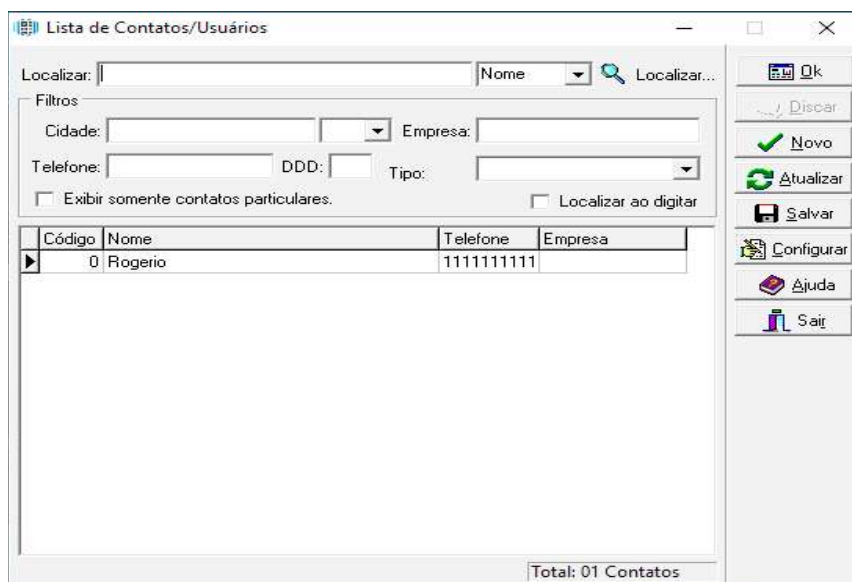 Lista de Contatos/Usuários
Localizar: Nome Localizar... Ok
Filtros
Discar
Cidade: Empresa:
Novo
Telefone: DDD: Tipo:
Atualizar
Exibir somente contatos particulares. Localizar ao digitar
Salvar
Código Nome Telefone Empresa
Configurar
0 Rogerio 1111111111
Ajuda
Sair
Total: 01 Contatos